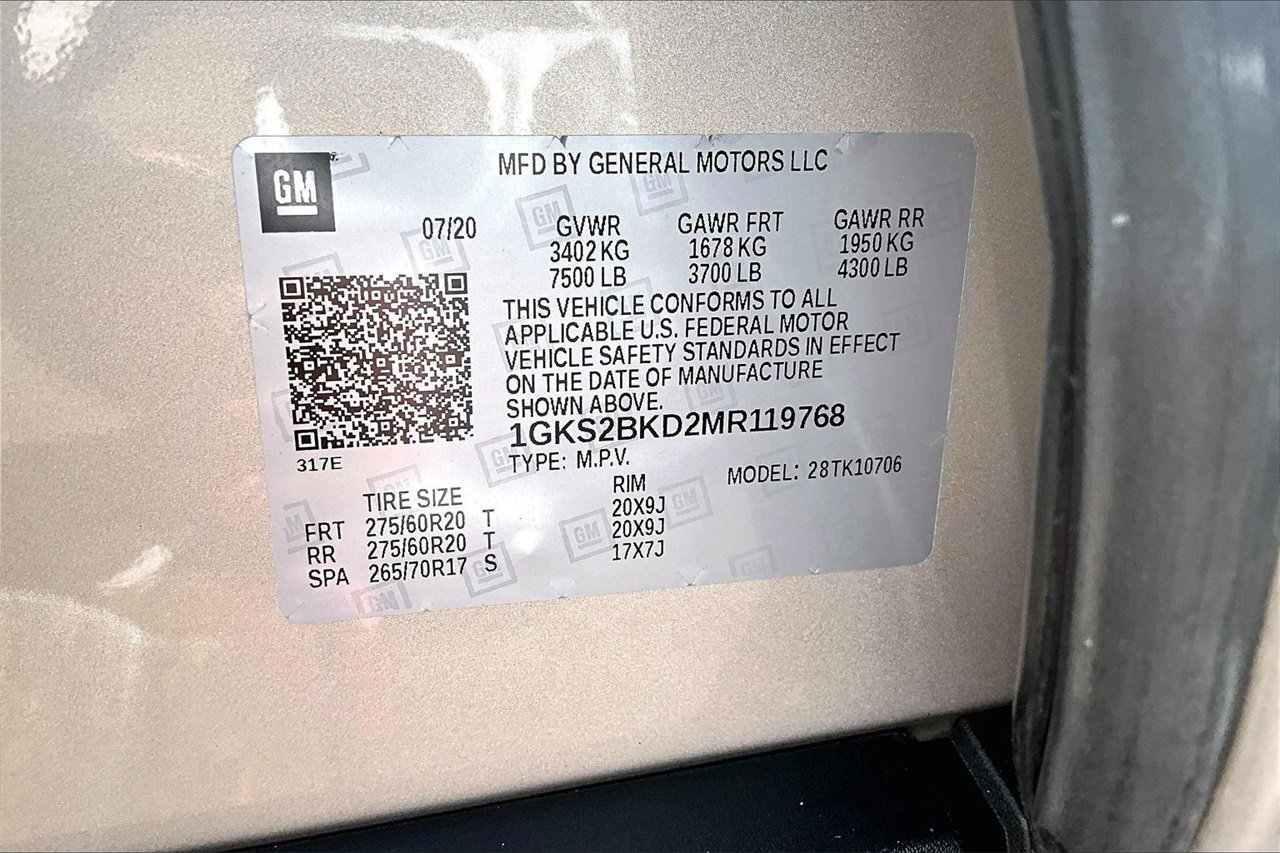 GM
MFD BY GENERAL MOTORS LLC
07/20
GVWR GAWR FRT GAWR RR
3402 KG 1678 KG 1950 KG
7500 LB 3700 LB 4300 LB
THIS VEHICLE CONFORMS TO ALL
APPLICABLE U.S. FEDERAL MOTOR
VEHICLE SAFETY STANDARDS IN EFFECT
ON THE DATE OF MANUFACTURE
SHOWN ABOVE.
1GKS2BKD2MR119768
317E
TYPE: M.P.V. MODEL: 28TK10706
TIRE SIZE RIM
FRT 275/60R20 T 20X9J
RR 275/60R20 T 20X9J
SPA 265/70R17 S 17X7J